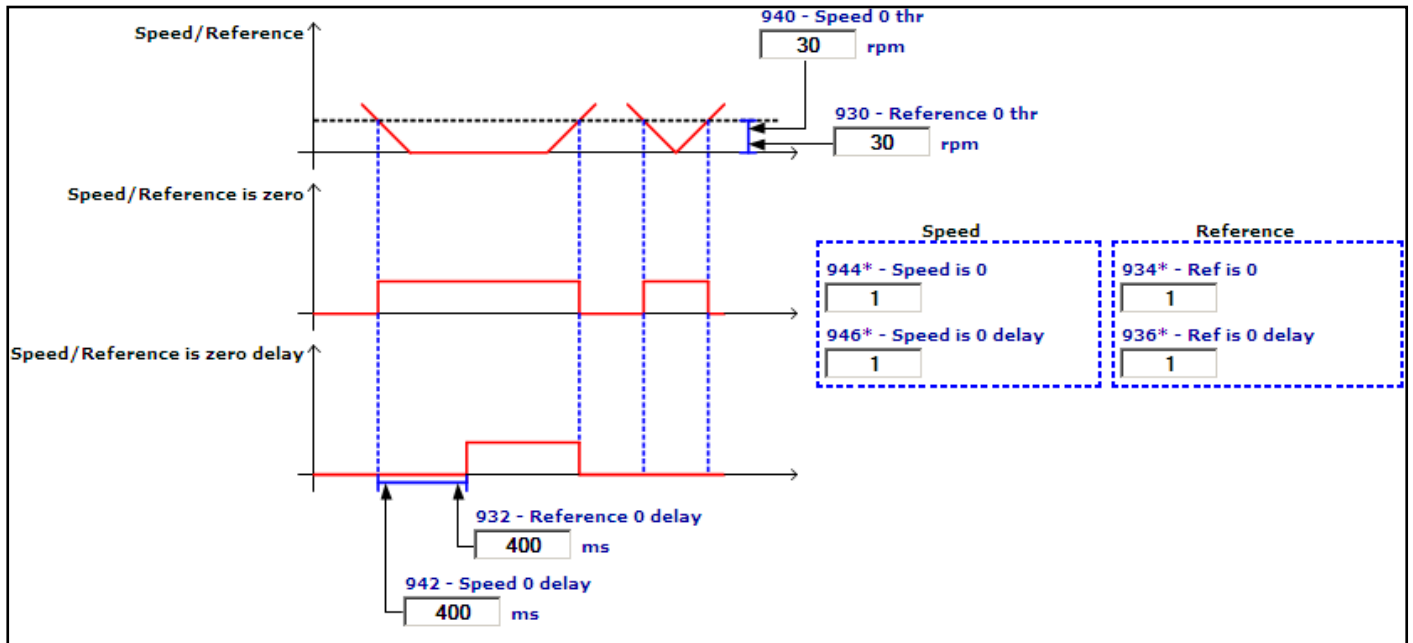 940 - Speed 0 thr
Speed/Reference
30 rpm
930 - Reference 0 thr
30 rpm
Speed/Reference is zero
Speed Reference
944* - Speed is 0 934* - Ref is 0
1 1
946* - Speed is 0 delay 936* - Ref is 0 delay
Speed/Reference is zero delay
1 1
932 - Reference 0 delay
400 ms
942 - Speed 0 delay
400 ms